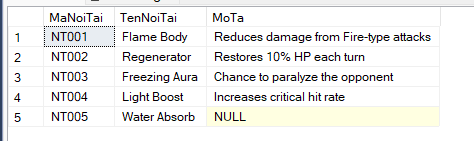 MaNoiTai TenNoiTai MoTa
1 NT001 Flame Body Reduces damage from Fire-type attacks
2 NT002 Regenerator Restores 10% HP each turn
3 NT003 Freezing Aura Chance to paralyze the opponent
4 NT004 Light Boost Increases critical hit rate
5 NT005 Water Absorb NULL